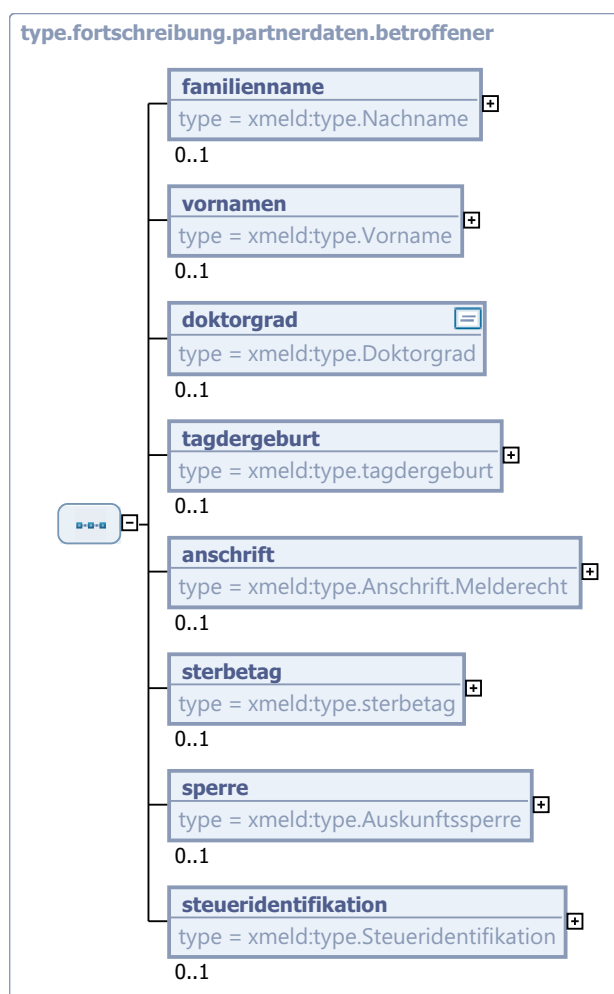 type.fortschreibung.partnerdaten.betroffener
familienname
type = xmeld:type.Nachname
0..1
vornamen
type = xmeld:type.Vorname
0..1
doktorgrad
type = xmeld:type.Doktorgrad
0..1
tagdergeburt
type = xmeld:type.tagdergeburt
0..1
anschrift
type = xmeld:type.Anschrift.Melderecht
0..1
sterbetag
type = xmeld:type.sterbetag
0..1
sperre
type = xmeld:type.Auskunftssperre
0..1
steueridentifikation
type = xmeld:type.Steueridentifikation
0..1